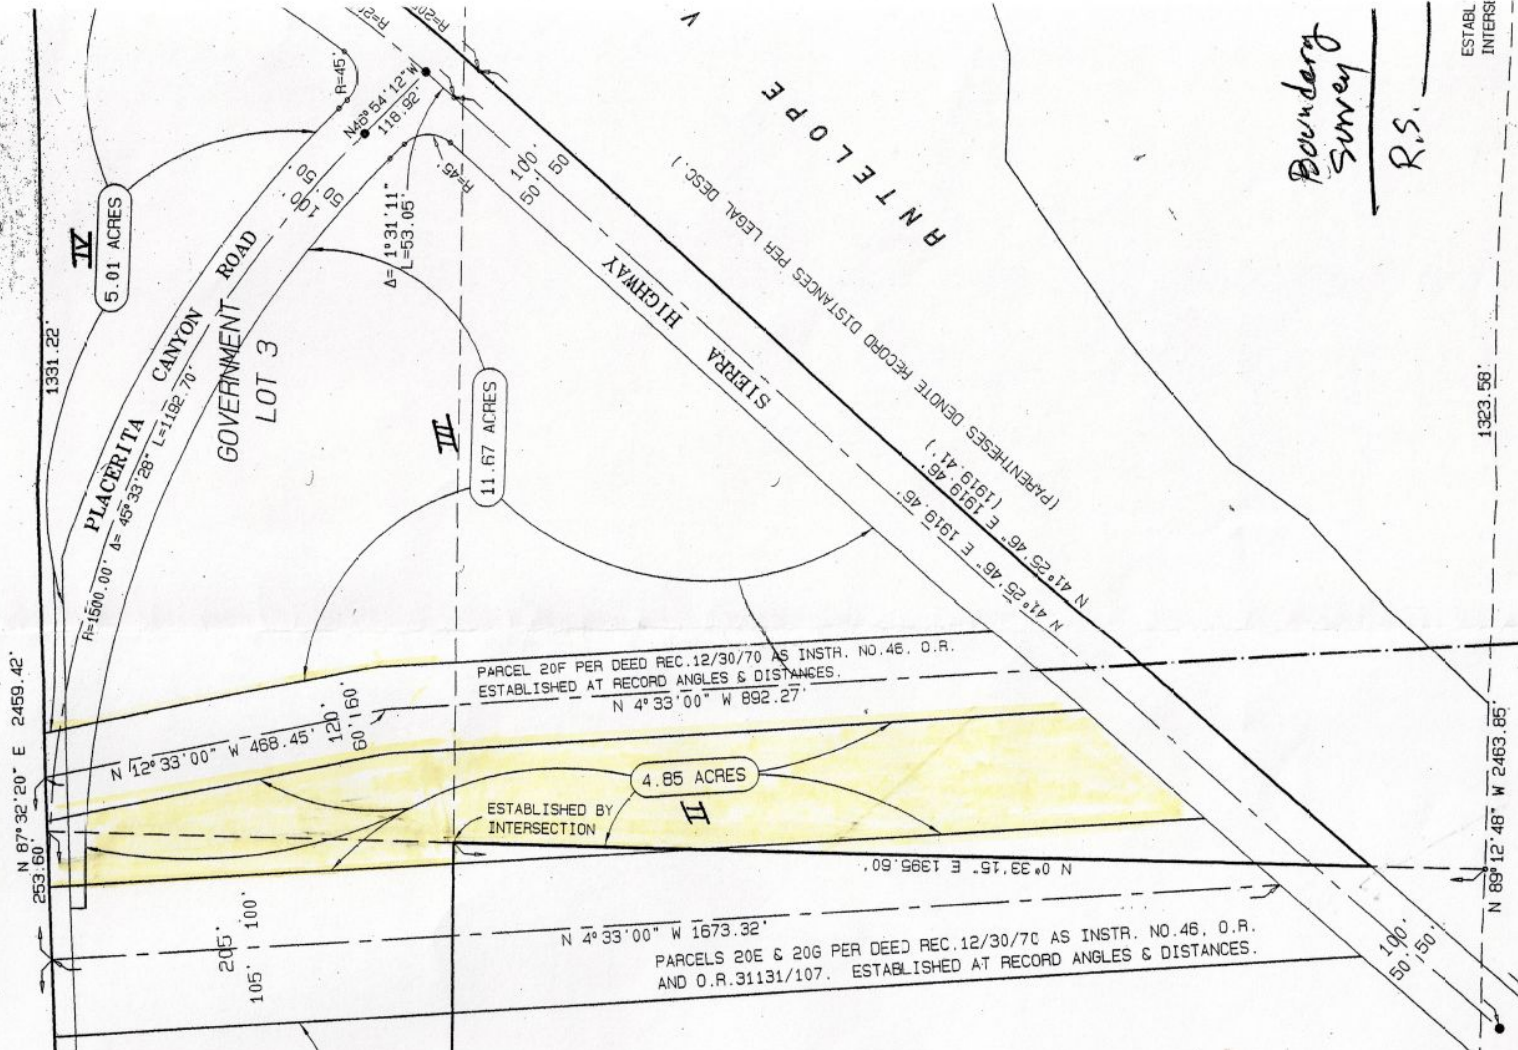 R=45'
N46°54'12"W
118.92'
100'
50' 50'
IV
5.01 ACRES
1331.22'
PLACERITA CANYON ROAD
R=1500.00' Δ= 45°33'28" L=1192.70'
GOVERNMENT
LOT 3
Δ= 1°31'11"
L=53.05'
R=45'
100'
50' 50'
SIERRA HIGHWAY
ANTELOPE V
(PARENTHESES DENOTE RECORD DISTANCES PER LEGAL DESC.)
Boundary
Survey
R.S.
ESTABL
INTERSE
III
11.67 ACRES
N 41°25'46" E 1919.46'
(1919.41')
N 41°25'46" E 1919.46'
1323.58'
N 87°32'20" E 2459.42'
253.60'
PARCEL 20F PER DEED REC.12/30/70 AS INSTR. NO.46, O.R.
ESTABLISHED AT RECORD ANGLES & DISTANCES.
N 4°33'00" W 892.27'
N 12°33'00" W 468.45'
120'
60' 160'
4.85 ACRES
II
ESTABLISHED BY
INTERSECTION
N 0°33'15" E 1395.60'
N 89°12'48" W 2463.85'
205'
105' 100'
N 4°33'00" W 1673.32'
PARCELS 20E & 20G PER DEED REC.12/30/70 AS INSTR. NO.46, O.R.
AND O.R.31131/107. ESTABLISHED AT RECORD ANGLES & DISTANCES.
100'
50' 50'